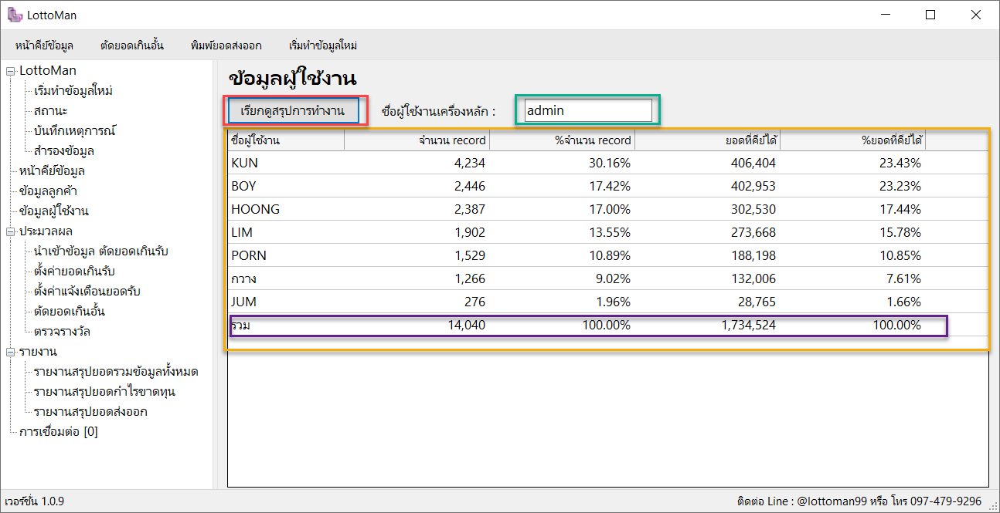 LottoMan
หน้าคีย์ข้อมูล ตัดยอดเกินอั้น พิมพ์ยอดส่งออก เริ่มทำข้อมูลใหม่
LottoMan
เริ่มทำข้อมูลใหม่
สถานะ
บันทึกเหตุการณ์
สำรองข้อมูล
หน้าคีย์ข้อมูล
ข้อมูลลูกค้า
ข้อมูลผู้ใช้งาน
ประมวลผล
นำเข้าข้อมูล ตัดยอดเกินรับ
ตั้งค่ายอดเกินรับ
ตั้งค่าแจ้งเตือนยอดรับ
ตัดยอดเกินอั้น
ตรวจรางวัล
รายงาน
รายงานสรุปยอดรวมข้อมูลทั้งหมด
รายงานสรุปยอดกำไรขาดทุน
รายงานสรุปยอดส่งออก
การเชื่อมต่อ [0]
ข้อมูลผู้ใช้งาน
เรียกดูสรุปการทำงาน ชื่อผู้ใช้งานเครื่องหลัก : admin
ชื่อผู้ใช้งาน จำนวน record %จำนวน record ยอดที่คีย์ได้ %ยอดที่คีย์ได้
KUN 4,234 30.16% 406,404 23.43%
BOY 2,446 17.42% 402,953 23.23%
HOONG 2,387 17.00% 302,530 17.44%
LIM 1,902 13.55% 273,668 15.78%
PORN 1,529 10.89% 188,198 10.85%
กวาง 1,266 9.02% 132,006 7.61%
JUM 276 1.96% 28,765 1.66%
รวม 14,040 100.00% 1,734,524 100.00%
เวอร์ชั่น 1.0.9 ติดต่อ Line : @lottoman99 หรือ โทร 097-479-9296